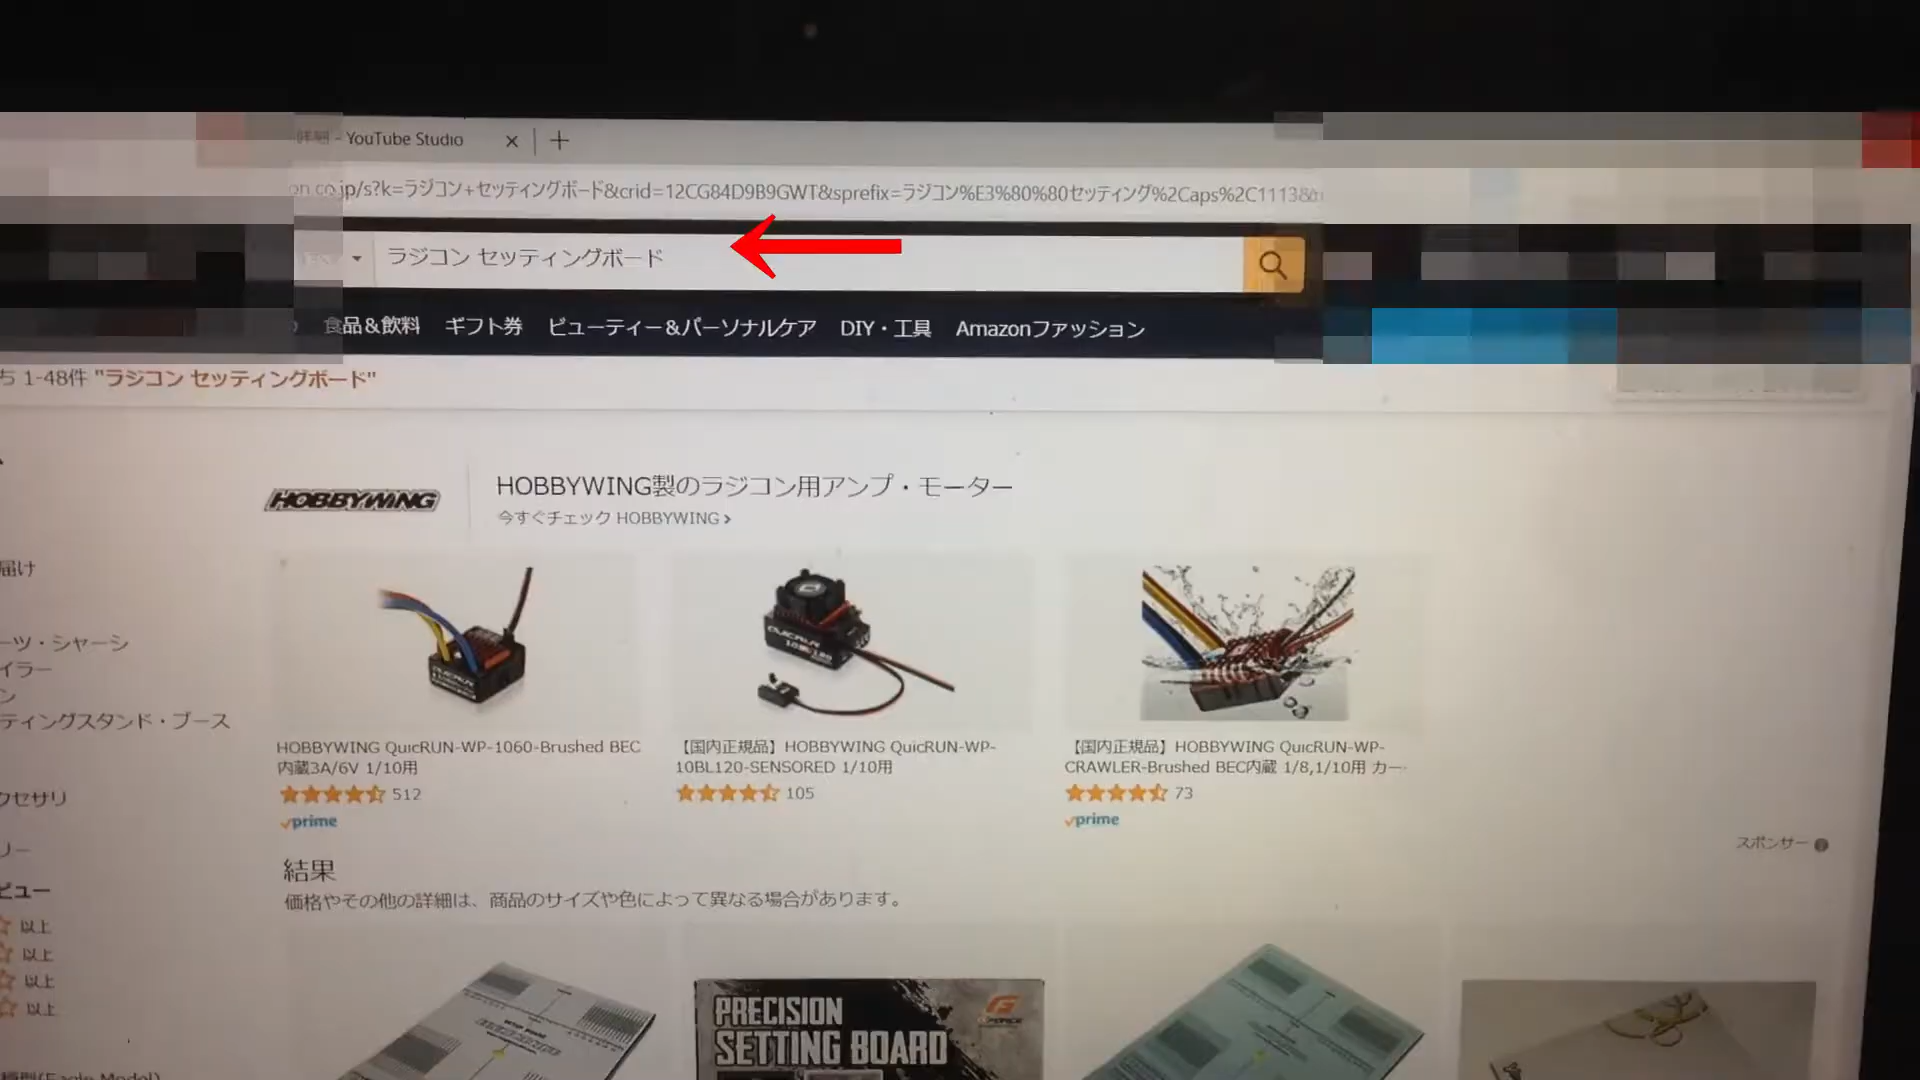 - YouTube Studio
on.co.jp/s?k=ラジコン+セッティングボード&crid=12CG84D9B9GWT&sprefix=ラジコン%E3%80%80セッティング%2Caps%2C1113&
ラジコン セッティングボード
食品&飲料 ギフト券 ビューティー&パーソナルケア DIY・工具 Amazonファッション
ち 1-48件 "ラジコン セッティングボード"
HOBBYWING
HOBBYWING製のラジコン用アンプ・モーター
今すぐチェック HOBBYWING ›
届け
ーツ・シャーシ
イラー
ン
ティングスタンド・ブース
クセサリ
リー
ビュー
以上
以上
以上
以上
HOBBYWING QuicRUN-WP-1060-Brushed BEC
内蔵3A/6V 1/10用
512
prime
【国内正規品】HOBBYWING QuicRUN-WP-
10BL120-SENSORED 1/10用
105
【国内正規品】HOBBYWING QuicRUN-WP-
CRAWLER-Brushed BEC内蔵 1/8,1/10用 カー…
73
prime
スポンサー
結果
価格やその他の詳細は、商品のサイズや色によって異なる場合があります。
PRECISION
SETTING BOARD
模型(Eagle Model)